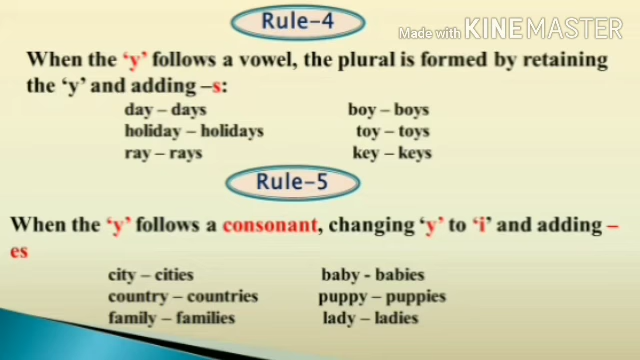 Rule-4
Made with KINEMASTER
When the ‘y’ follows a vowel, the plural is formed by retaining
the ‘y’ and adding –s:
day – days boy – boys
holiday – holidays toy – toys
ray – rays key – keys
Rule-5
When the ‘y’ follows a consonant, changing ‘y’ to ‘i’ and adding –
es
city – cities baby - babies
country – countries puppy – puppies
family – families lady – ladies